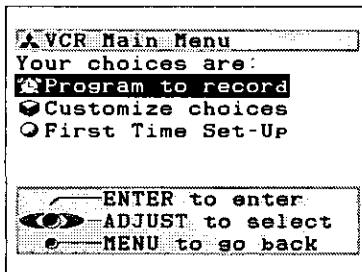 VCR Main Menu
Your choices are:
Program to record
Customize choices
First Time Set-Up
ENTER to enter
ADJUST to select
MENU to go back